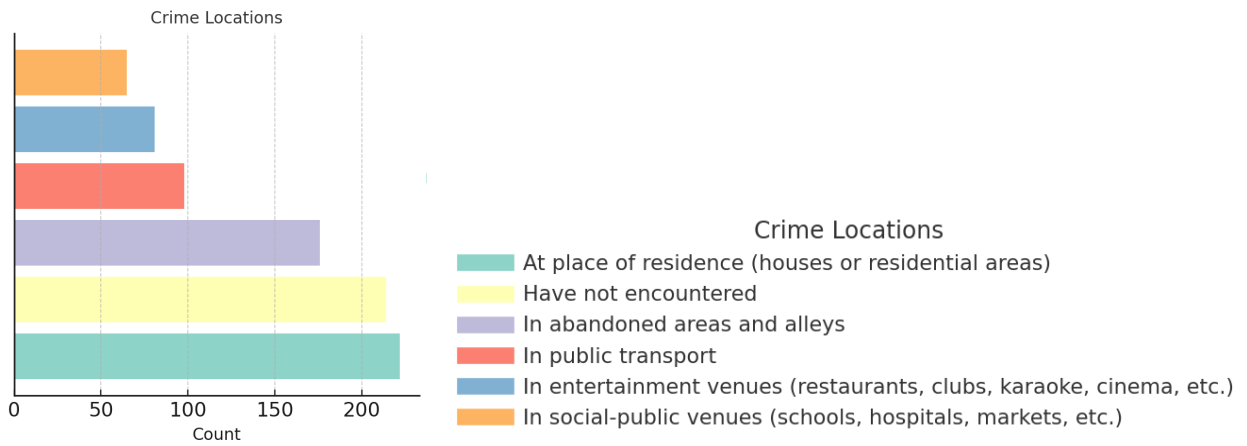 Crime Locations
0 50 100 150 200
Count
Crime Locations
At place of residence (houses or residential areas)
Have not encountered
In abandoned areas and alleys
In public transport
In entertainment venues (restaurants, clubs, karaoke, cinema, etc.)
In social-public venues (schools, hospitals, markets, etc.)